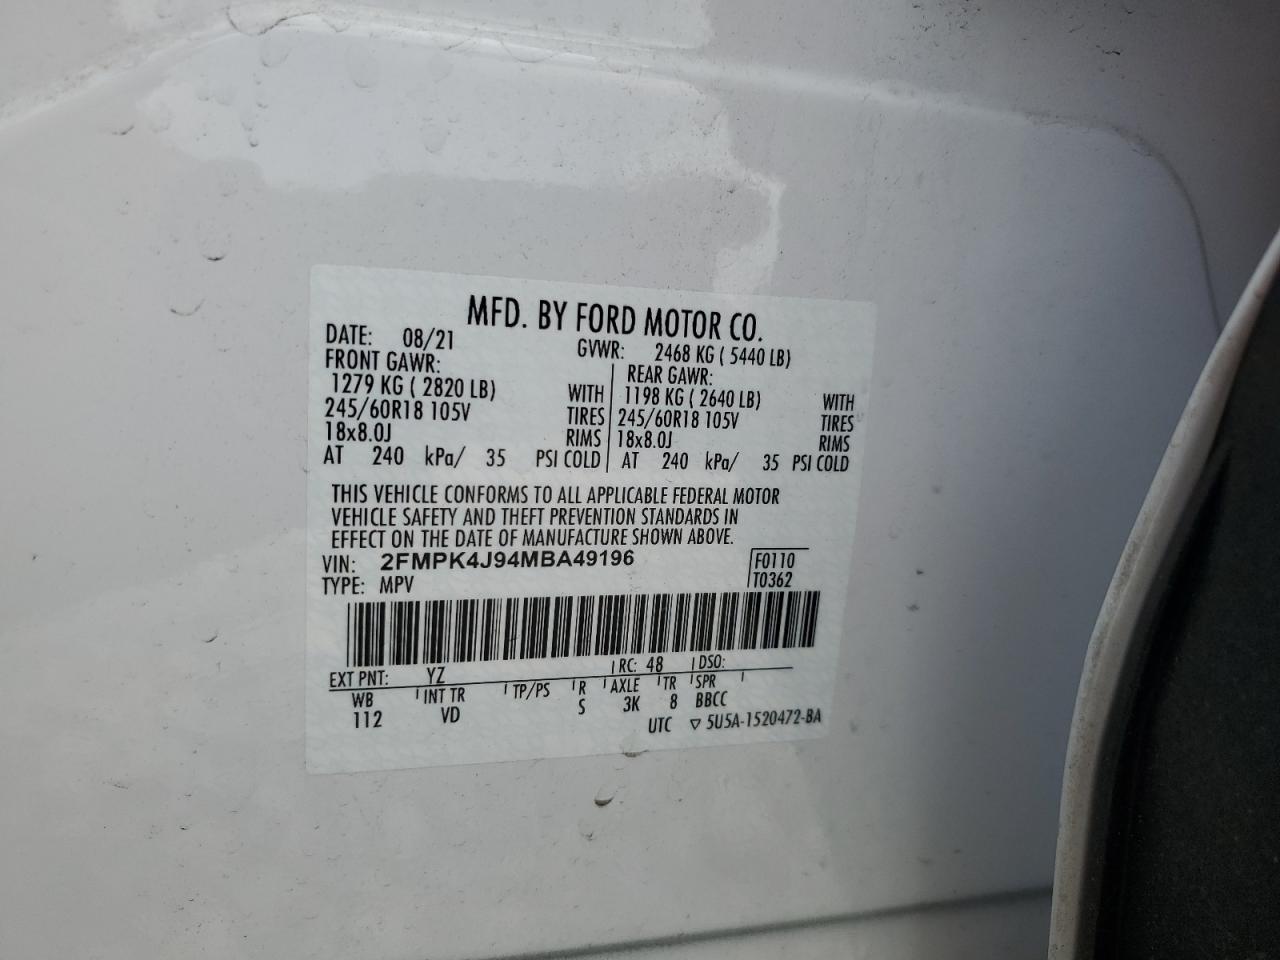 MFD. BY FORD MOTOR CO.
DATE: 08/21 GVWR: 2468 KG ( 5440 LB)
FRONT GAWR: REAR GAWR:
1279 KG ( 2820 LB) WITH 1198 KG ( 2640 LB) WITH
245/60R18 105V TIRES 245/60R18 105V TIRES
18x8.0J RIMS 18x8.0J RIMS
AT 240 kPa/ 35 PSI COLD AT 240 kPa/ 35 PSI COLD
THIS VEHICLE CONFORMS TO ALL APPLICABLE FEDERAL MOTOR
VEHICLE SAFETY AND THEFT PREVENTION STANDARDS IN
EFFECT ON THE DATE OF MANUFACTURE SHOWN ABOVE.
VIN: 2FMPK4J94MBA49196 F0110
TYPE: MPV T0362
EXT PNT: YZ RC: 48 DSO:
WB INT TR TP/PS R AXLE TR SPR
112 VD S 3K 8 BBCC
UTC ▽ 5U5A-1520472-BA